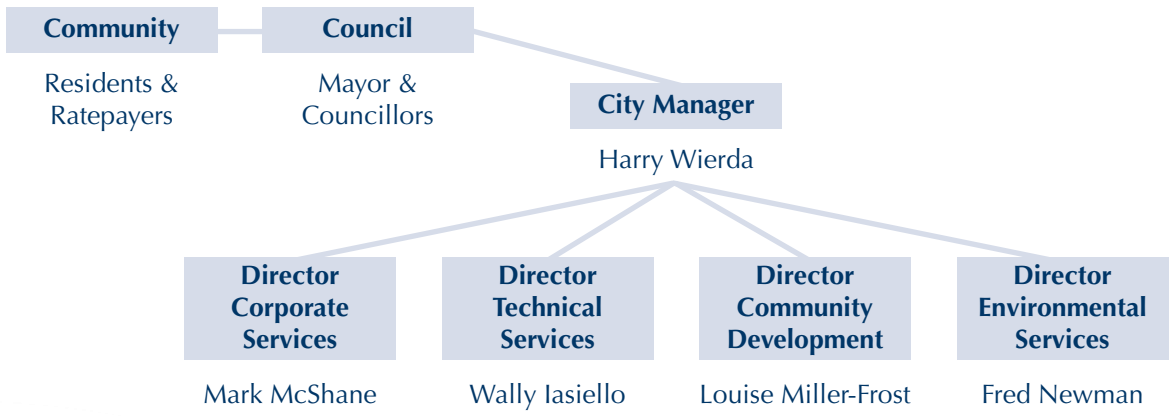 Community
Council
Residents &
Ratepayers
Mayor &
Councillors
City Manager
Harry Wierda
Director
Corporate
Services
Mark McShane
Director
Technical
Services
Wally Iasiello
Director
Community
Development
Louise Miller-Frost
Director
Environmental
Services
Fred Newman